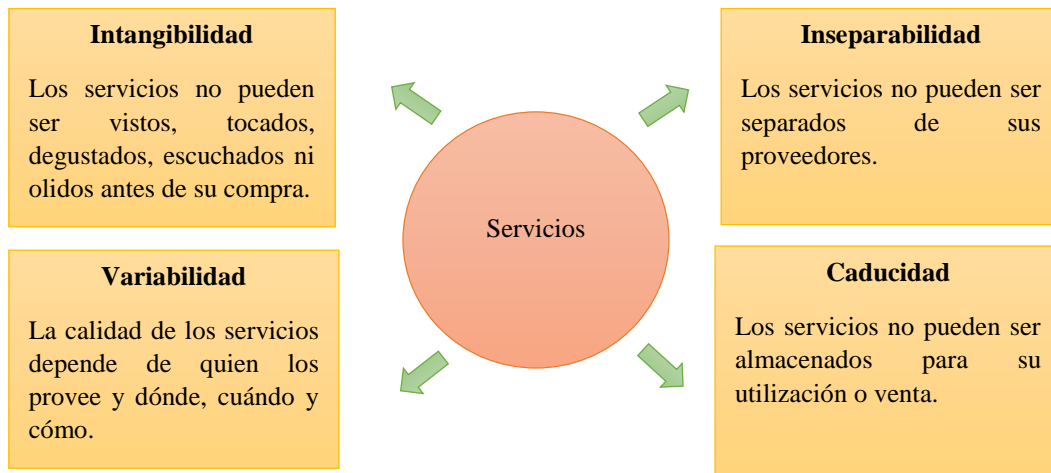 Intangibilidad
Los servicios no pueden
ser vistos, tocados,
degustados, escuchados ni
olidos antes de su compra.
Inseparabilidad
Los servicios no pueden ser
separados de sus
proveedores.
Servicios
Variabilidad
La calidad de los servicios
depende de quien los
provee y dónde, cuándo y
cómo.
Caducidad
Los servicios no pueden ser
almacenados para su
utilización o venta.